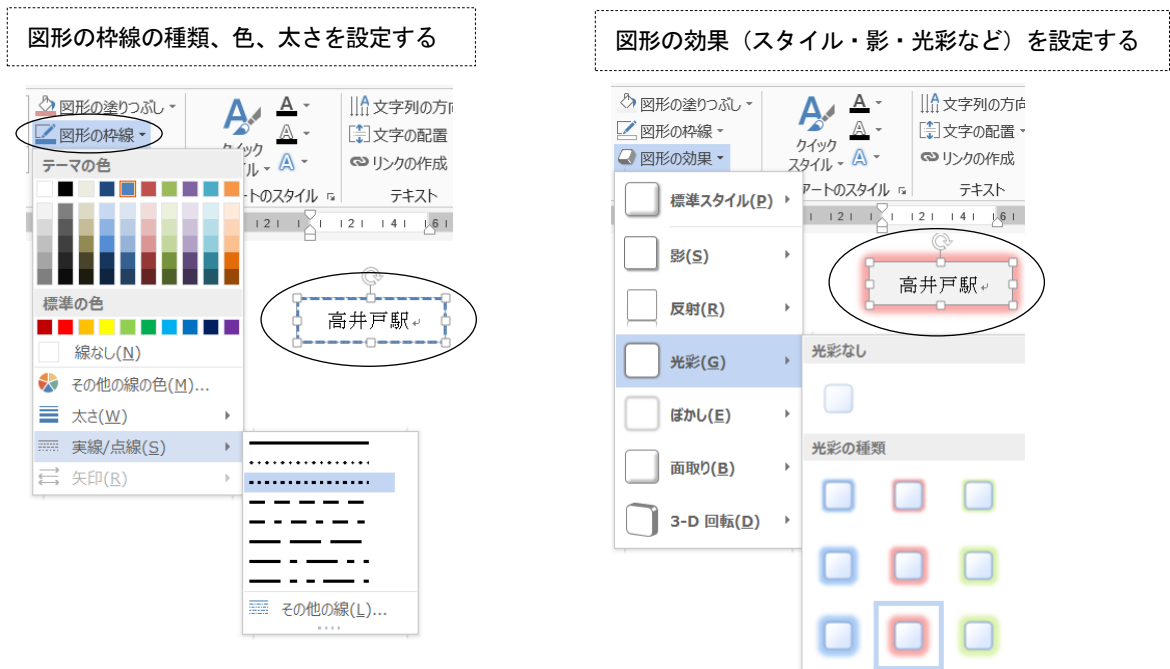 図形の枠線の種類、色、太さを設定する
図形の塗りつぶし
図形の枠線
クイック
A
A
A
A
文字列の方向
文字の配置
リンクの作成
テーマの色
ートのスタイル
テキスト
2
2
4
6
標準の色
線なし(N)
その他の線の色(M)...
太さ(W)
実線/点線(S)
矢印(R)
その他の線(L)...
高井戸駅
図形の効果（スタイル・影・光彩など）を設定する
図形の塗りつぶし
図形の枠線
図形の効果
A
クイック
スタイル
A
A
A
文字列の方向
文字の配置
リンクの作成
アートのスタイル
テキスト
2
2
4
6
標準スタイル(P)
影(S)
反射(R)
光彩(G)
ぼかし(E)
面取り(B)
3-D 回転(D)
高井戸駅
光彩なし
光彩の種類